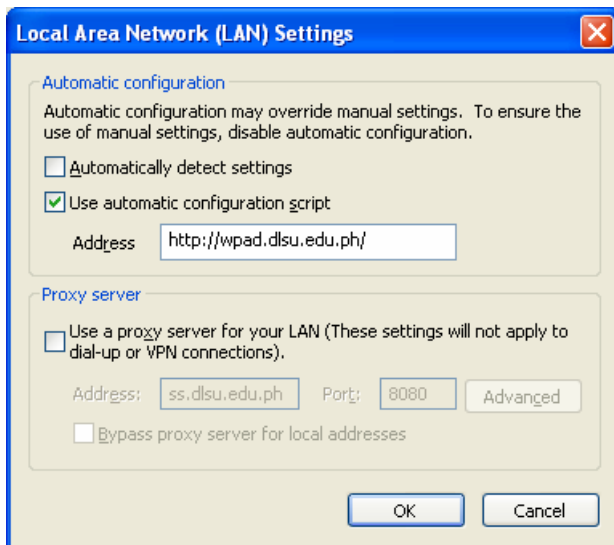 Local Area Network (LAN) Settings
Automatic configuration
Automatic configuration may override manual settings. To ensure the
use of manual settings, disable automatic configuration.
Automatically detect settings
Use automatic configuration script
Address http://wpad.dlsu.edu.ph/
Proxy server
Use a proxy server for your LAN (These settings will not apply to
dial-up or VPN connections).
Address: ss.dlsu.edu.ph Port: 8080 Advanced
Bypass proxy server for local addresses
OK Cancel